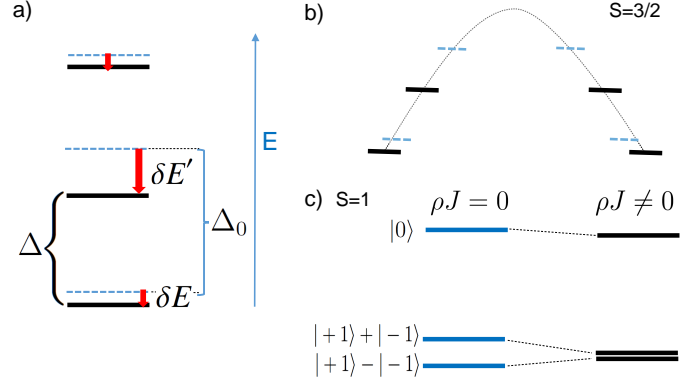 a)
δE′
Δ
Δ₀
δE
E
b)
S=3/2
c) S=1
ρJ = 0
ρJ ≠ 0
|0⟩
|+1⟩+|−1⟩
|+1⟩−|−1⟩